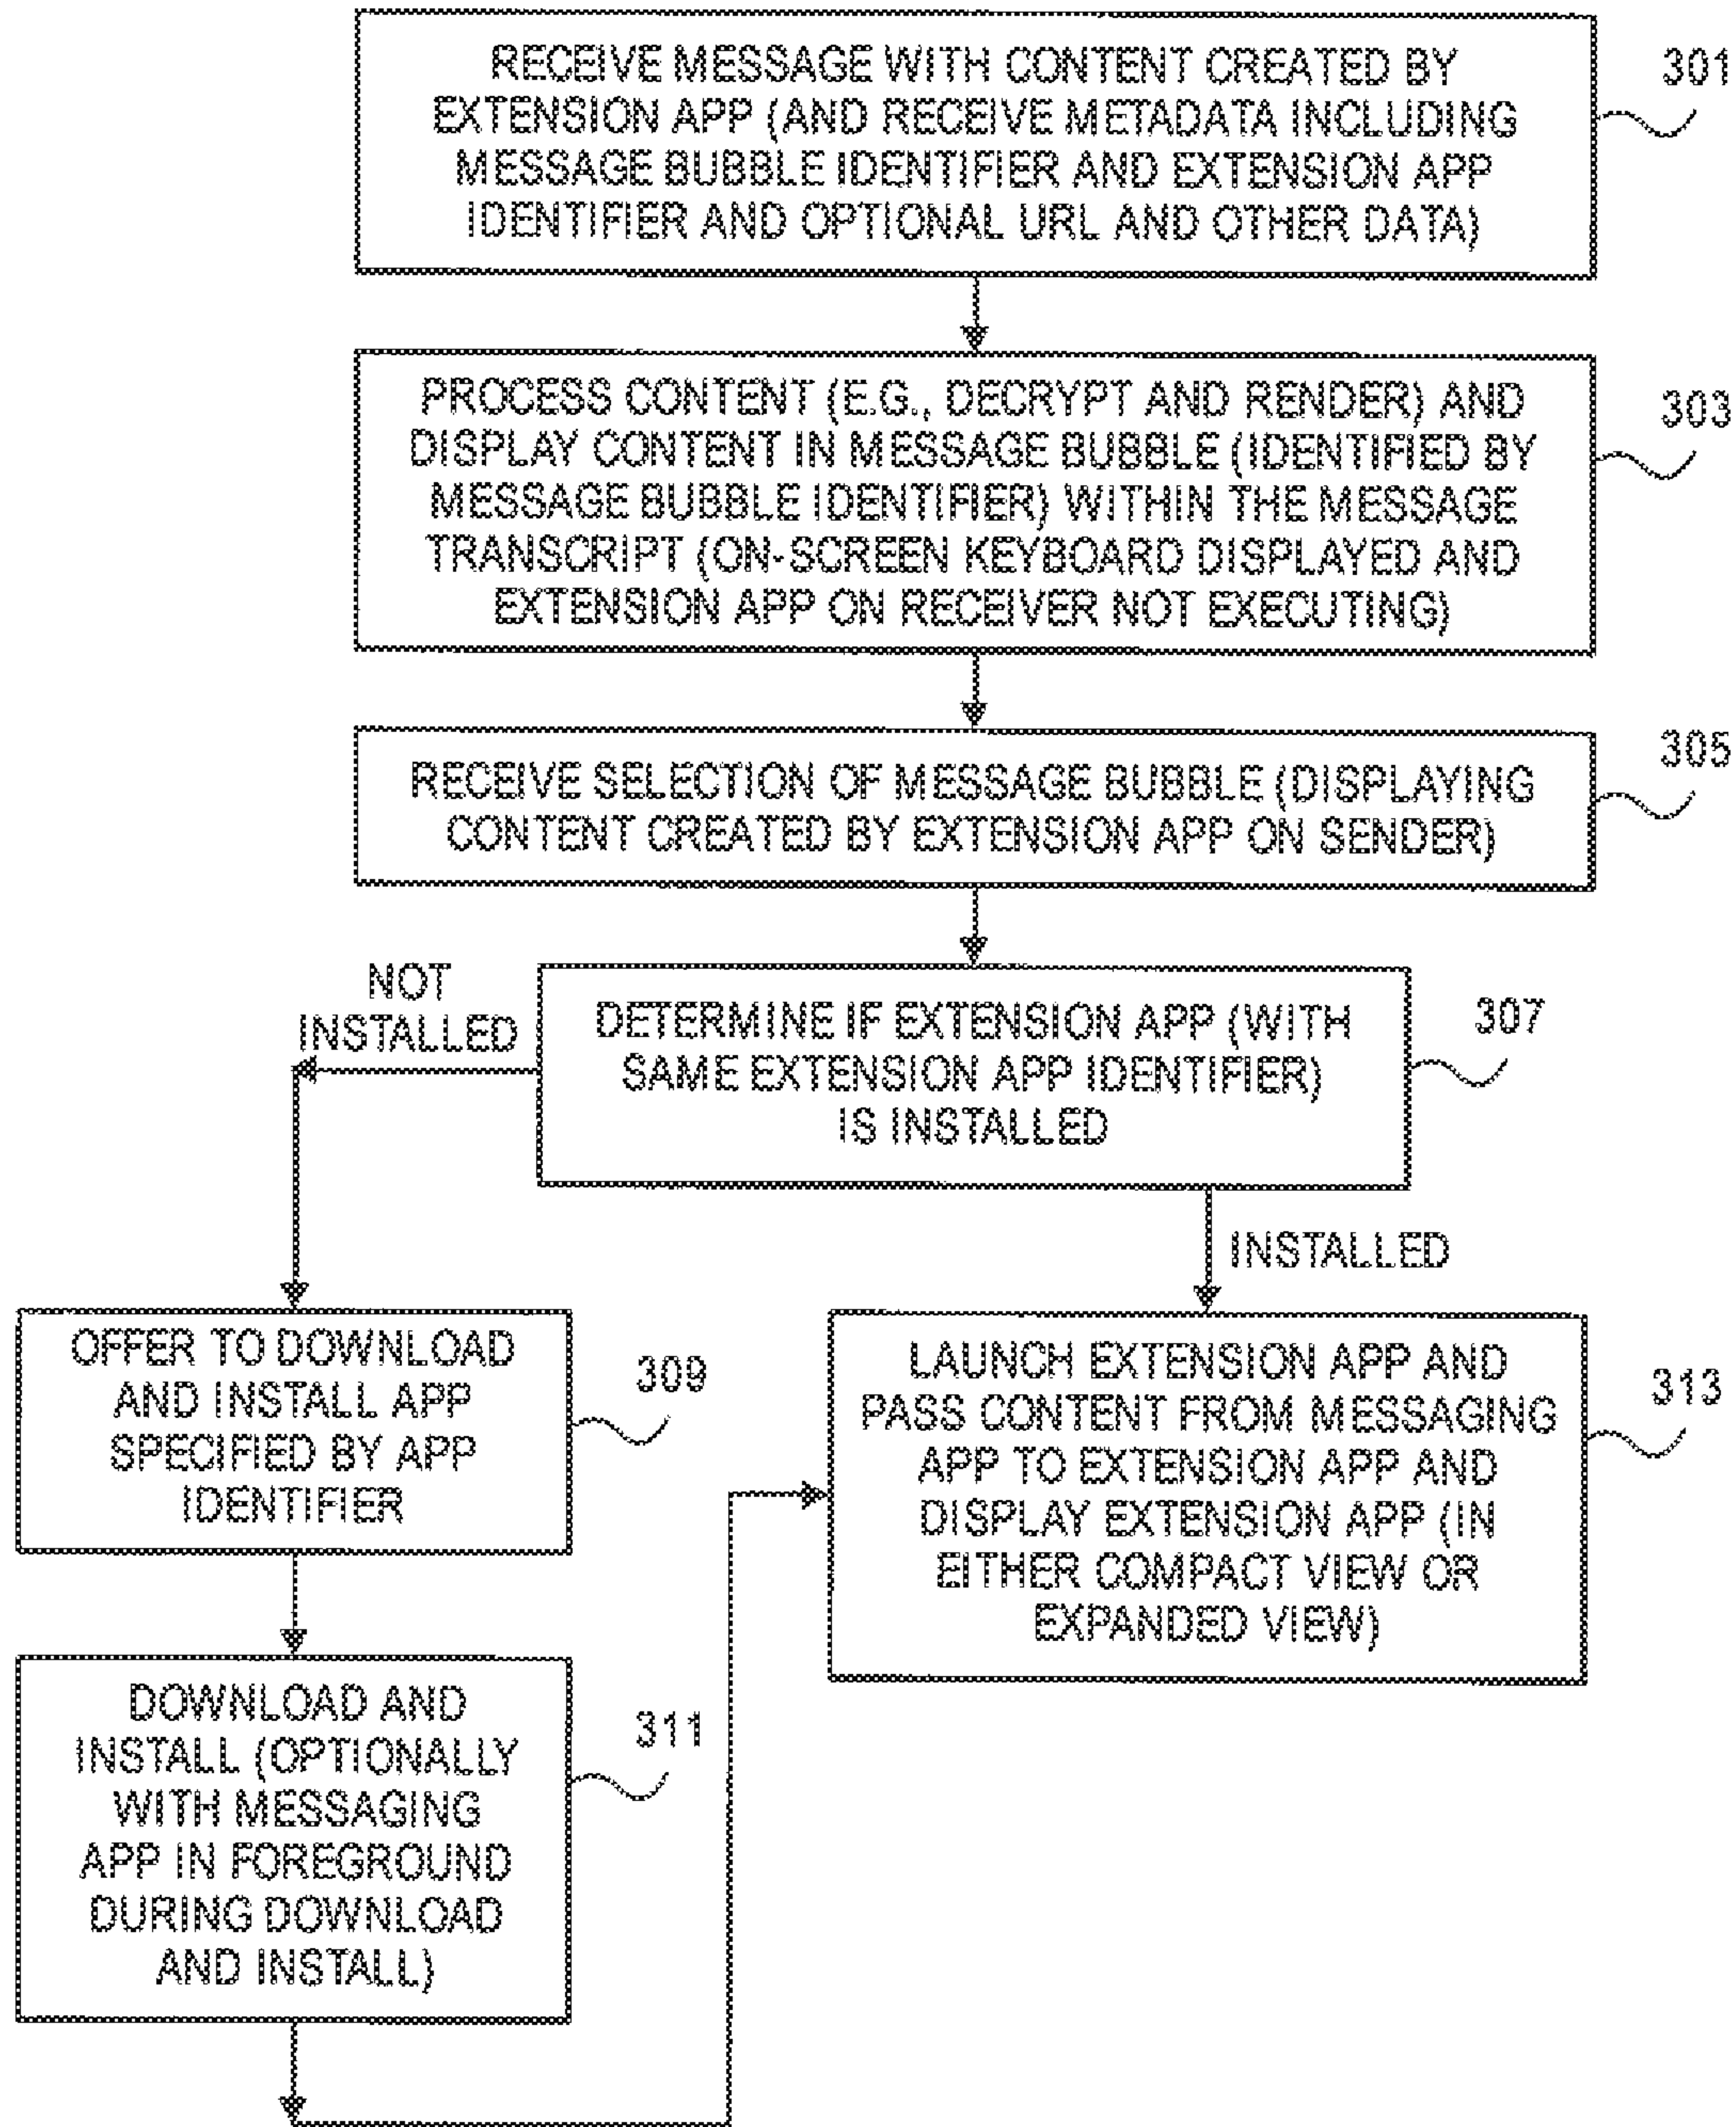 RECEIVE MESSAGE WITH CONTENT CREATED BY
EXTENSION APP (AND RECEIVE METADATA INCLUDING
MESSAGE BUBBLE IDENTIFIER AND EXTENSION APP
IDENTIFIER AND OPTIONAL URL AND OTHER DATA)
301
PROCESS CONTENT (E.G., DECRYPT AND RENDER) AND
DISPLAY CONTENT IN MESSAGE BUBBLE (IDENTIFIED BY
MESSAGE BUBBLE IDENTIFIER) WITHIN THE MESSAGE
TRANSCRIPT (ON-SCREEN KEYBOARD DISPLAYED AND
EXTENSION APP ON RECEIVER NOT EXECUTING)
303
RECEIVE SELECTION OF MESSAGE BUBBLE (DISPLAYING
CONTENT CREATED BY EXTENSION APP ON SENDER)
305
DETERMINE IF EXTENSION APP (WITH
SAME EXTENSION APP IDENTIFIER)
IS INSTALLED
307
NOT
INSTALLED
INSTALLED
OFFER TO DOWNLOAD
AND INSTALL APP
SPECIFIED BY APP
IDENTIFIER
309
DOWNLOAD AND
INSTALL (OPTIONALLY
WITH MESSAGING
APP IN FOREGROUND
DURING DOWNLOAD
AND INSTALL)
311
LAUNCH EXTENSION APP AND
PASS CONTENT FROM MESSAGING
APP TO EXTENSION APP AND
DISPLAY EXTENSION APP (IN
EITHER COMPACT VIEW OR
EXPANDED VIEW)
313